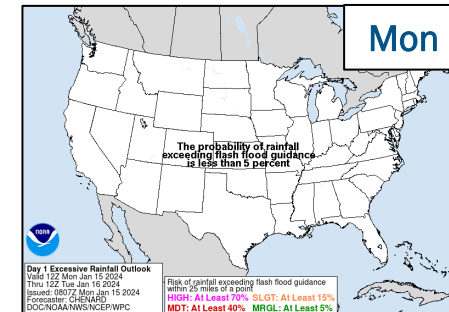 Mon
The probability of rainfall
exceeding flash flood guidance
is less than 5 percent
NOAA
Day 1 Excessive Rainfall Outlook
Valid 12Z Mon Jan 15 2024
Thru 12Z Tue Jan 16 2024
Issued: 0807Z Mon Jan 15 2024
Forecaster: CHENARD
DOC/NOAA/NWS/NCEP/WPC
Risk of rainfall exceeding flash flood guidance
within 25 miles of a point
HIGH: At Least 70% SLGT: At Least 15%
MDT: At Least 40% MRGL: At Least 5%